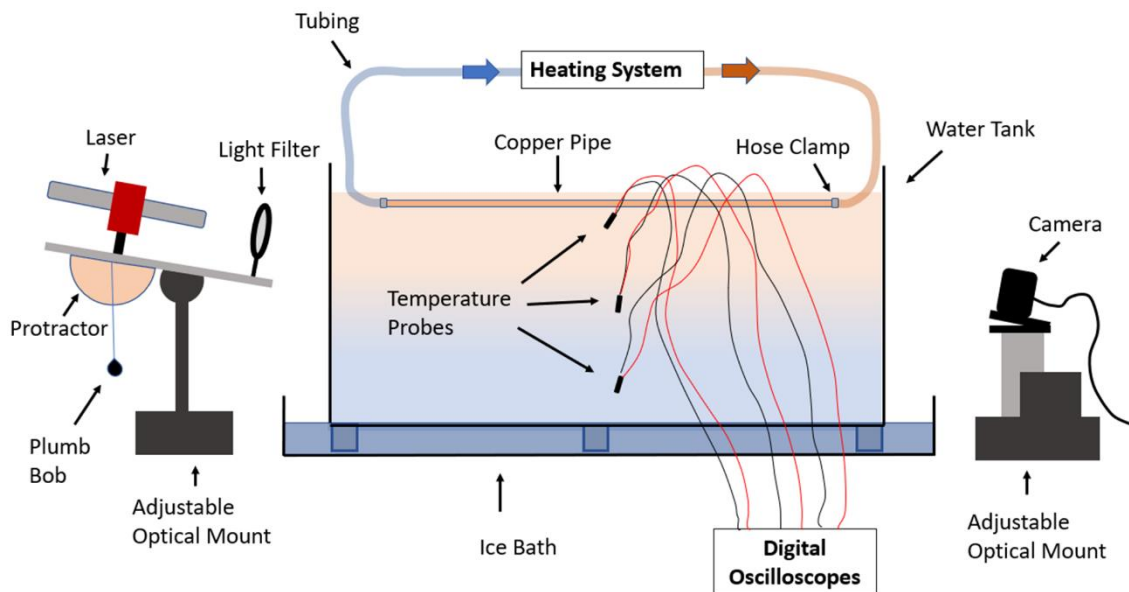 Tubing
Heating System
Laser
Light Filter
Copper Pipe
Hose Clamp
Water Tank
Camera
Temperature
Probes
Protractor
Plumb
Bob
Adjustable
Optical Mount
Ice Bath
Digital
Oscilloscopes
Adjustable
Optical Mount